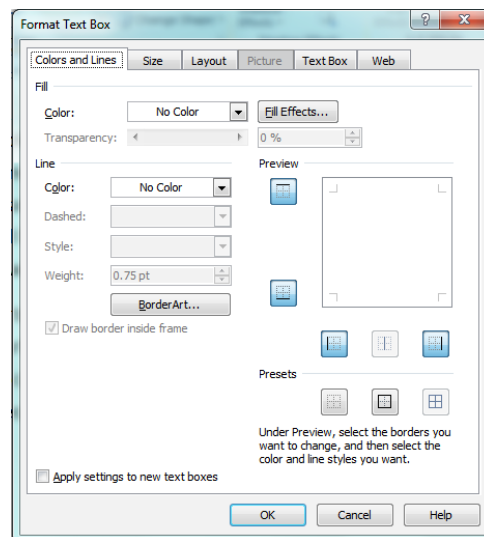 Format Text Box
Colors and Lines Size Layout Picture Text Box Web
Fill
Color: No Color Fill Effects...
Transparency: 0 %
Line Preview
Color: No Color
Dashed:
Style:
Weight: 0.75 pt
BorderArt...
Draw border inside frame
Presets
Under Preview, select the borders you
want to change, and then select the
color and line styles you want.
Apply settings to new text boxes
OK Cancel Help